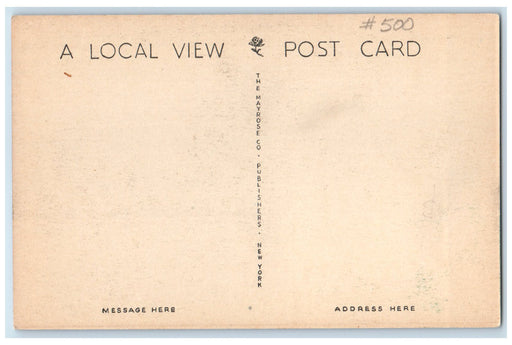 # 500
A LOCAL VIEW POST CARD
THE MAYROSE CO. · PUBLISHERS · NEW YORK
MESSAGE HERE
ADDRESS HERE